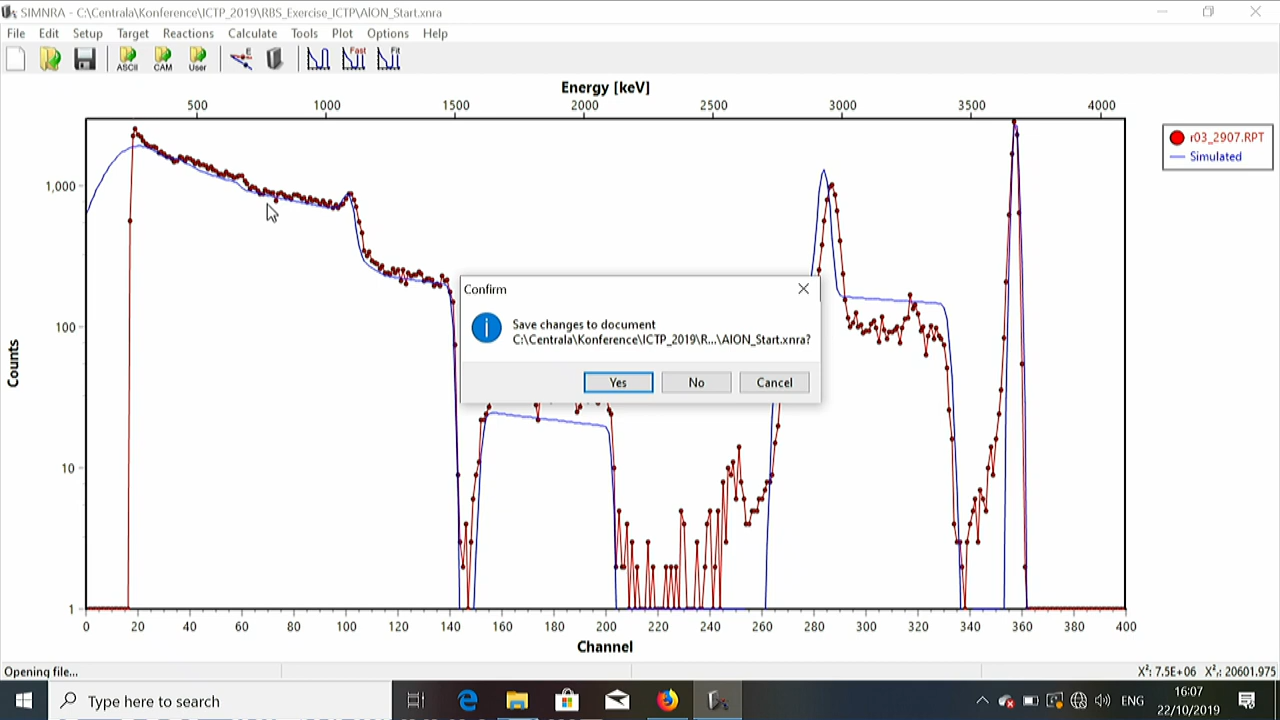 SIMNRA - C:\Centrala\Konference\ICTP_2019\RBS_Exercise_ICTP\AlON_Start.xnra
File Edit Setup Target Reactions Calculate Tools Plot Options Help
ASCII CAM User E Fast Fit
Energy [keV]
500 1000 1500 2000 2500 3000 3500 4000
r03_2907.RPT
Simulated
Counts
1,000
100
10
1
Confirm
Save changes to document
C:\Centrala\Konference\ICTP_2019\R...\AlON_Start.xnra?
Yes No Cancel
0 20 40 60 80 100 120 140 160 180 200 220 240 260 280 300 320 340 360 380 400
Channel
Opening file... X²: 7.5E+06 X²ᵣ: 20601.975
Type here to search
ENG
16:07
22/10/2019